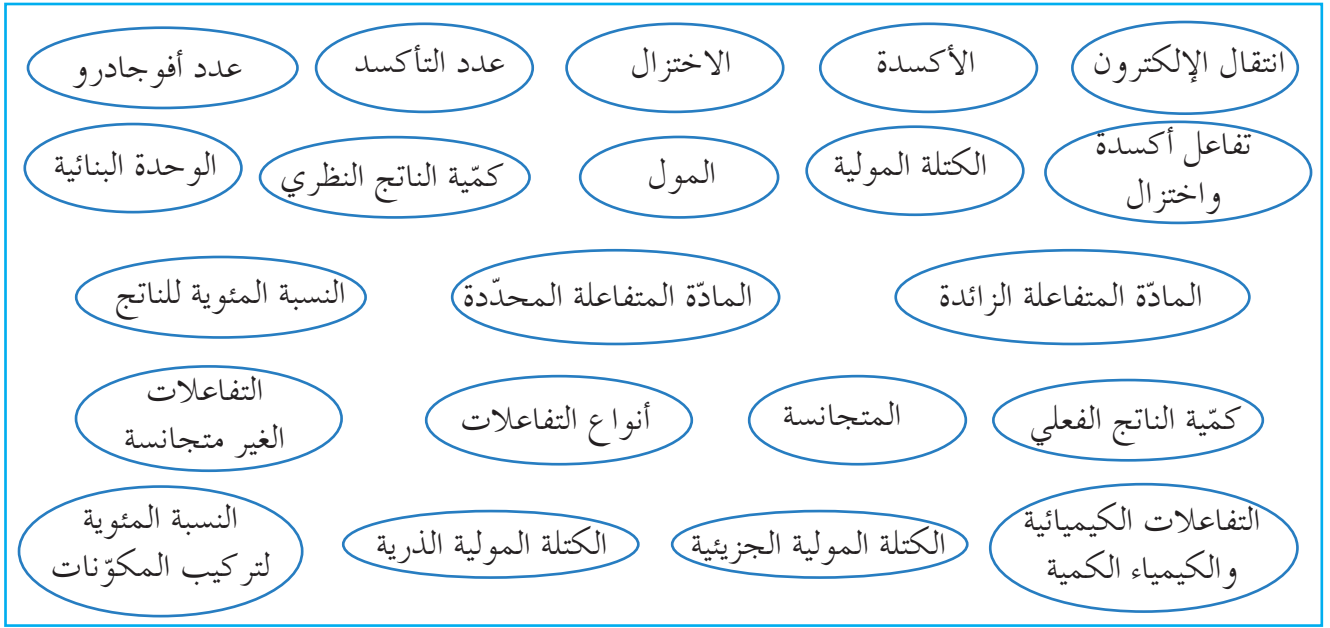 انتقال الإلكترون
الأكسدة
الاختزال
عدد التأكسد
عدد أفوجادرو
تفاعل أكسدة
واختزال
الكتلة المولية
المول
كمّية الناتج النظري
الوحدة البنائية
المادّة المتفاعلة الزائدة
المادّة المتفاعلة المحدّدة
النسبة المئوية للناتج
كمّية الناتج الفعلي
المتجانسة
أنواع التفاعلات
التفاعلات
الغير متجانسة
التفاعلات الكيميائية
والكيمياء الكمية
الكتلة المولية الجزيئية
الكتلة المولية الذرية
النسبة المئوية
لتركيب المكوّنات